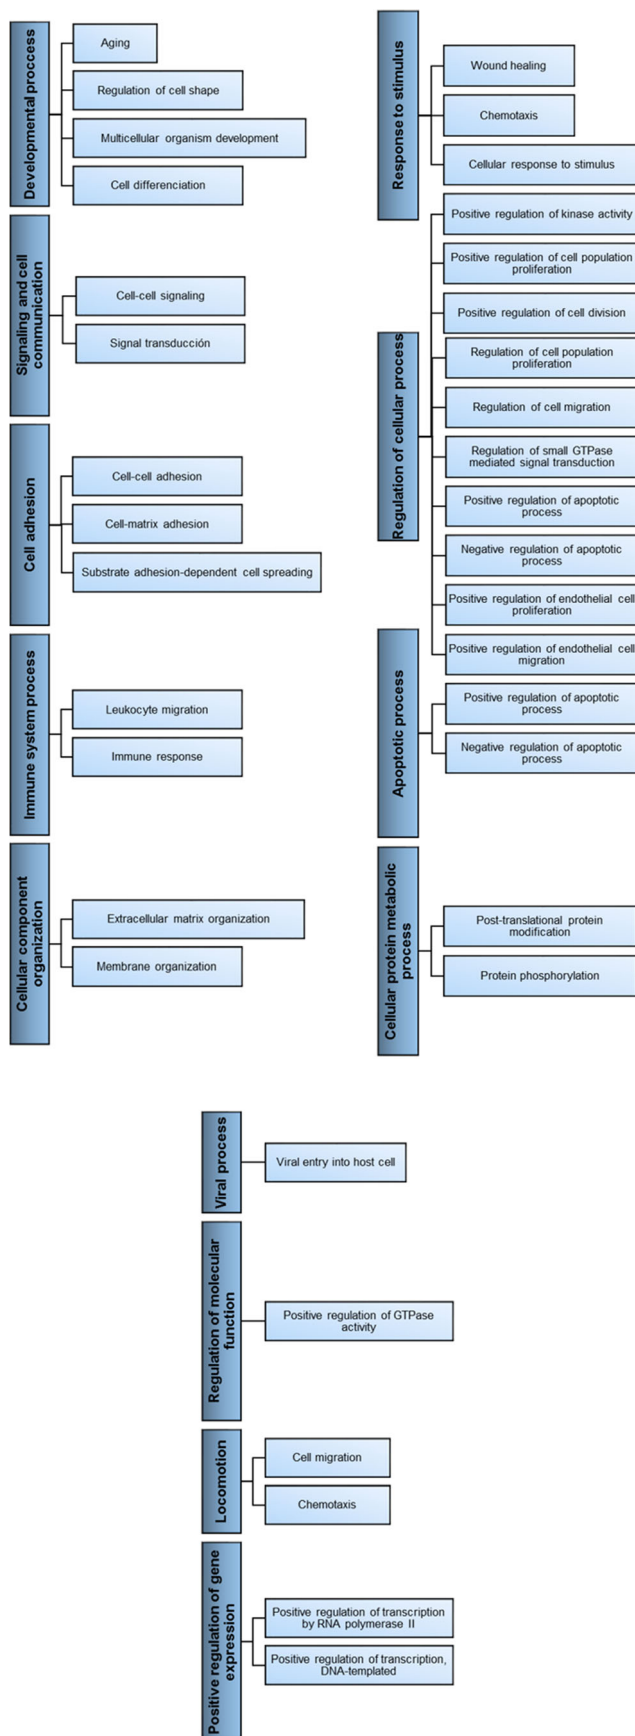 Developmental proccess
Aging
Regulation of cell shape
Multicellular organism development
Cell differenciation
Signaling and cell
communication
Cell-cell signaling
Signal transducción
Cell adhesion
Cell-cell adhesion
Cell-matrix adhesion
Substrate adhesion-dependent cell spreading
Immune system process
Leukocyte migration
Immune response
Cellular component
organization
Extracellular matrix organization
Membrane organization
Response to stimulus
Wound healing
Chemotaxis
Cellular response to stimulus
Regulation of cellular process
Positive regulation of kinase activity
Positive regulation of cell population
proliferation
Positive regulation of cell division
Regulation of cell population
proliferation
Regulation of cell migration
Regulation of small GTPase
mediated signal transduction
Positive regulation of apoptotic
process
Negative regulation of apoptotic
process
Positive regulation of endothelial cell
proliferation
Positive regulation of endothelial cell
migration
Apoptotic process
Positive regulation of apoptotic
process
Negative regulation of apoptotic
process
Cellular protein metabolic
process
Post-translational protein
modification
Protein phosphorylation
Viral process
Viral entry into host cell
Regulation of molecular
function
Positive regulation of GTPase
activity
Locomotion
Cell migration
Chemotaxis
Positive regulation of gene
expression
Positive regulation of transcription
by RNA polymerase II
Positive regulation of transcription,
DNA-templated